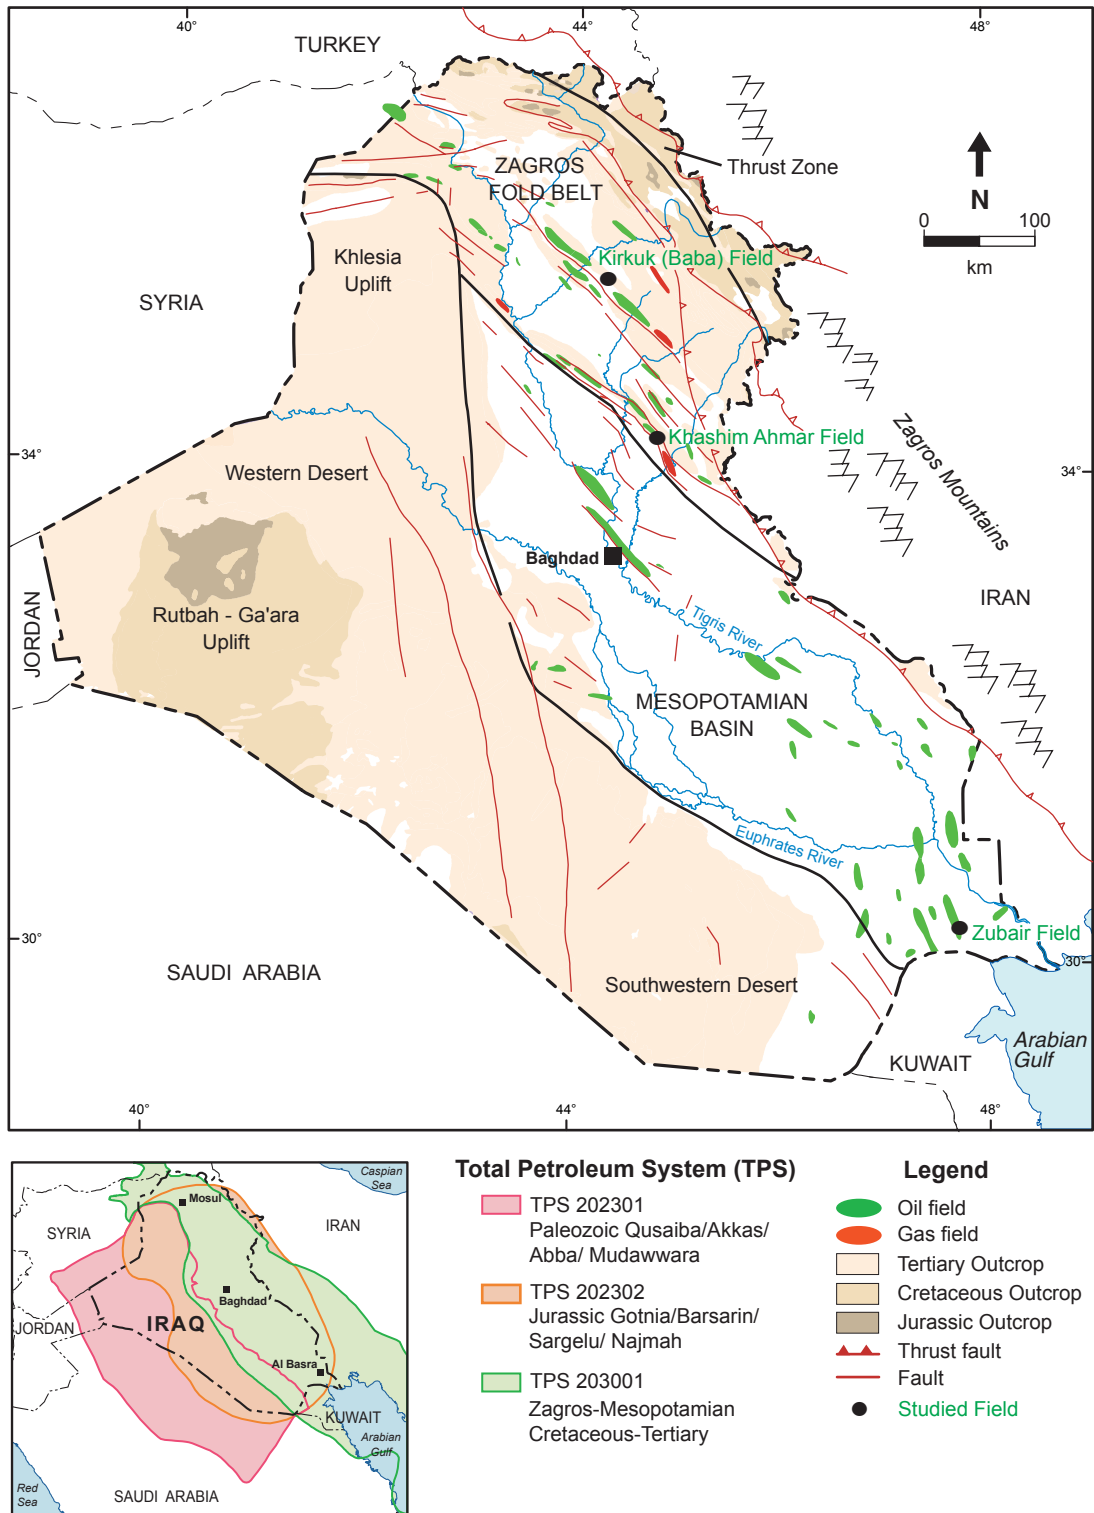 40°
44°
48°
TURKEY
Thrust Zone
ZAGROS
FOLD BELT
N
0
100
km
Khlesia
Uplift
Kirkuk (Baba) Field
SYRIA
Zagros Mountains
Khashim Ahmar Field
34°
34°
Western Desert
Baghdad
IRAN
JORDAN
Rutbah - Ga'ara
Uplift
Tigris River
MESOPOTAMIAN
BASIN
Euphrates River
30°
Zubair Field
30°
SAUDI ARABIA
Southwestern Desert
Arabian
Gulf
KUWAIT
40°
44°
48°
Caspian
Sea
Mosul
SYRIA
IRAN
Baghdad
JORDAN
IRAQ
Al Basra
KUWAIT
Arabian
Gulf
Red
Sea
SAUDI ARABIA
Total Petroleum System (TPS)
TPS 202301
Paleozoic Qusaiba/Akkas/
Abba/ Mudawwara
TPS 202302
Jurassic Gotnia/Barsarin/
Sargelu/ Najmah
TPS 203001
Zagros-Mesopotamian
Cretaceous-Tertiary
Legend
Oil field
Gas field
Tertiary Outcrop
Cretaceous Outcrop
Jurassic Outcrop
Thrust fault
Fault
Studied Field